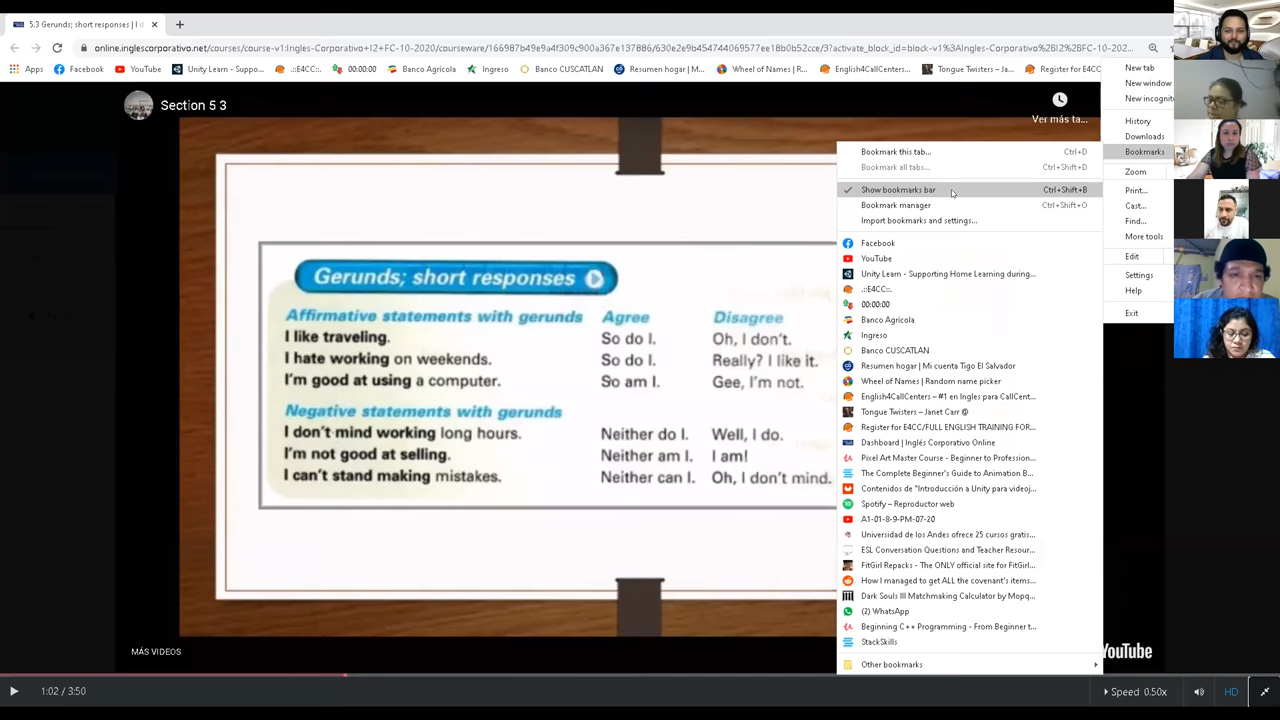 5.3 Gerunds; short responses | I d
online.inglescorporativo.net/courses/course-v1:Ingles-Corporativo+I2+FC-10-2020/courseware/166987b49e9a4f309c900a367e137886/630e2e9b454744069577ee18b0b52cce/3?activate_block_id=block-v1%3AIngles-Corporativo%2BI2%2BFC-10-202...
Apps Facebook YouTube Unity Learn - Suppo... .::E4CC::. 00:00:00 Banco Agrícola Ingreso Banco CUSCATLAN Resumen hogar | M... Wheel of Names | R... English4CallCenters... Tongue Twisters – Ja... Register for E4CC
Section 5 3
Ver más ta...
Gerunds; short responses
Affirmative statements with gerunds Agree Disagree
I like traveling. So do I. Oh, I don't.
I hate working on weekends. So do I. Really? I like it.
I'm good at using a computer. So am I. Gee, I'm not.
Negative statements with gerunds
I don't mind working long hours. Neither do I. Well, I do.
I'm not good at selling. Neither am I. I am!
I can't stand making mistakes. Neither can I. Oh, I don't mind.
Bookmark this tab... Ctrl+D
Bookmark all tabs... Ctrl+Shift+D
Show bookmarks bar Ctrl+Shift+B
Bookmark manager Ctrl+Shift+O
Import bookmarks and settings...
Facebook
YouTube
Unity Learn - Supporting Home Learning during...
.::E4CC::.
00:00:00
Banco Agrícola
Ingreso
Banco CUSCATLAN
Resumen hogar | Mi cuenta Tigo El Salvador
Wheel of Names | Random name picker
English4CallCenters – #1 en Ingles para CallCent...
Tongue Twisters – Janet Carr @
Register for E4CC/FULL ENGLISH TRAINING FOR...
Dashboard | Inglés Corporativo Online
Pixel Art Master Course - Beginner to Profession...
The Complete Beginner's Guide to Animation B...
Contenidos de "Introducción a Unity para videoj...
Spotify – Reproductor web
A1-01-8-9-PM-07-20
Universidad de los Andes ofrece 25 cursos gratis...
ESL Conversation Questions and Teacher Resour...
FitGirl Repacks - The ONLY official site for FitGirl...
How I managed to get ALL the covenant's items...
Dark Souls III Matchmaking Calculator by Mopq...
(2) WhatsApp
Beginning C++ Programming - From Beginner t...
StackSkills
Other bookmarks
New tab
New window
New incognit
History
Downloads
Bookmarks
Zoom
Print...
Cast...
Find...
More tools
Edit
Settings
Help
Exit
MÁS VIDEOS
YouTube
1:02 / 3:50
Speed 0.50x
HD